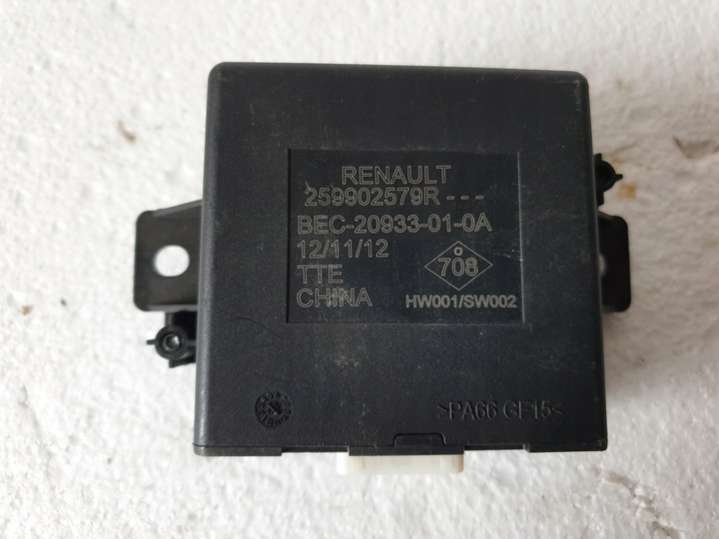 RENAULT
259902579R---
BEC-20933-01-0A
12/11/12
TTE
CHINA
o
708
HW001/SW002
>PA66 GF15<